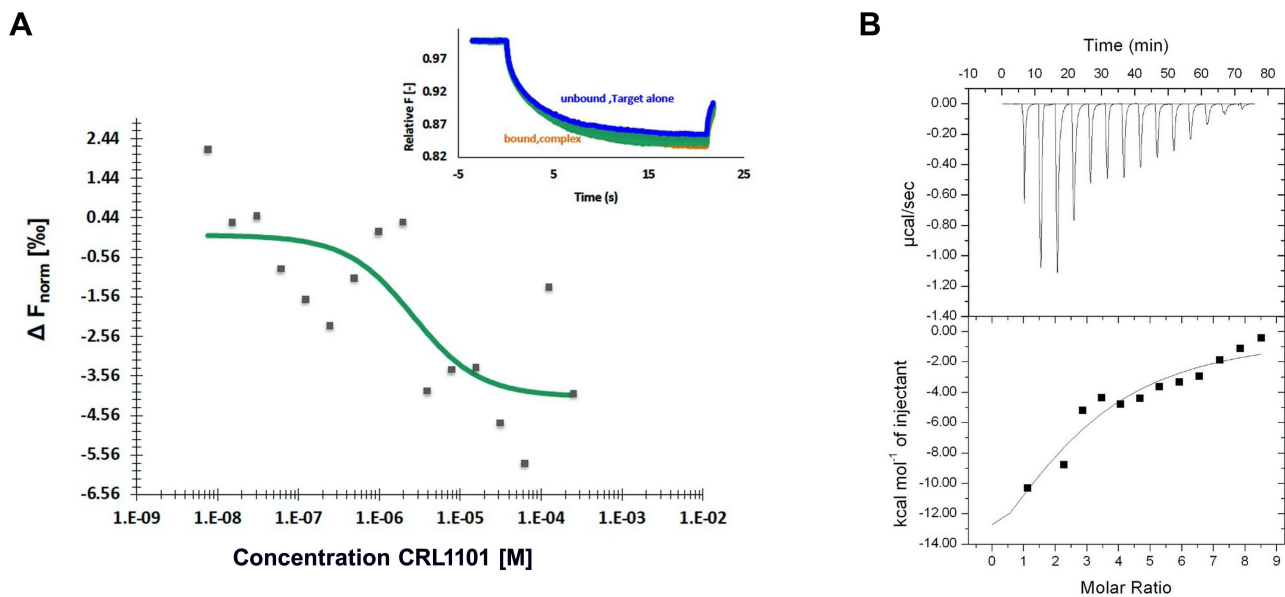 A
2.44
1.44
0.44
-0.56
-1.56
-2.56
-3.56
-4.56
-5.56
-6.56
Δ Fnorm [‰]
1.E-09 1.E-08 1.E-07 1.E-06 1.E-05 1.E-04 1.E-03 1.E-02
Concentration CRL1101 [M]
0.97
0.92
0.87
0.82
Relative F [-]
unbound ,Target alone
bound,complex
-5 5 15 25
Time (s)
B
Time (min)
-10 0 10 20 30 40 50 60 70 80
0.00
-0.20
-0.40
-0.60
-0.80
-1.00
-1.20
-1.40
µcal/sec
0.00
-2.00
-4.00
-6.00
-8.00
-10.00
-12.00
-14.00
kcal mol⁻¹ of injectant
0 1 2 3 4 5 6 7 8 9
Molar Ratio